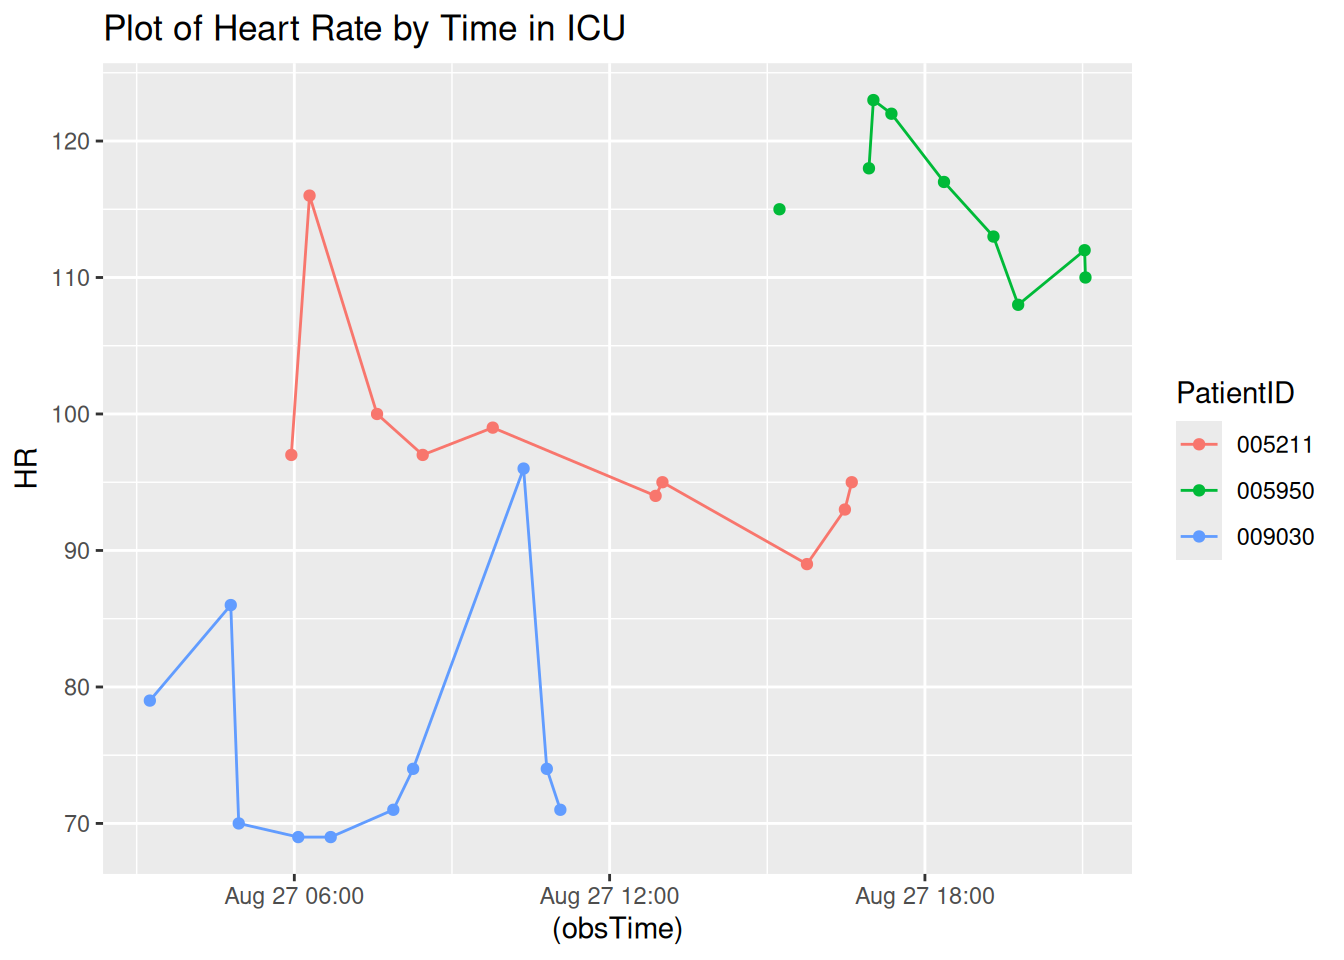 Plot of Heart Rate by Time in ICU
120
110
100
90
80
70
HR
Aug 27 06:00
Aug 27 12:00
Aug 27 18:00
(obsTime)
PatientID
005211
005950
009030